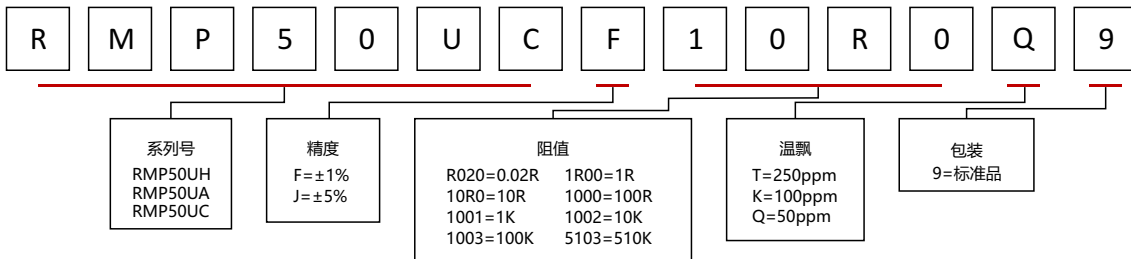 R M P 5 0 U C F 1 0 R 0 Q 9
系列号
RMP50UH
RMP50UA
RMP50UC
精度
F=±1%
J=±5%
阻值
R020=0.02R 1R00=1R
10R0=10R 1000=100R
1001=1K 1002=10K
1003=100K 5103=510K
温飘
T=250ppm
K=100ppm
Q=50ppm
包装
9=标准品